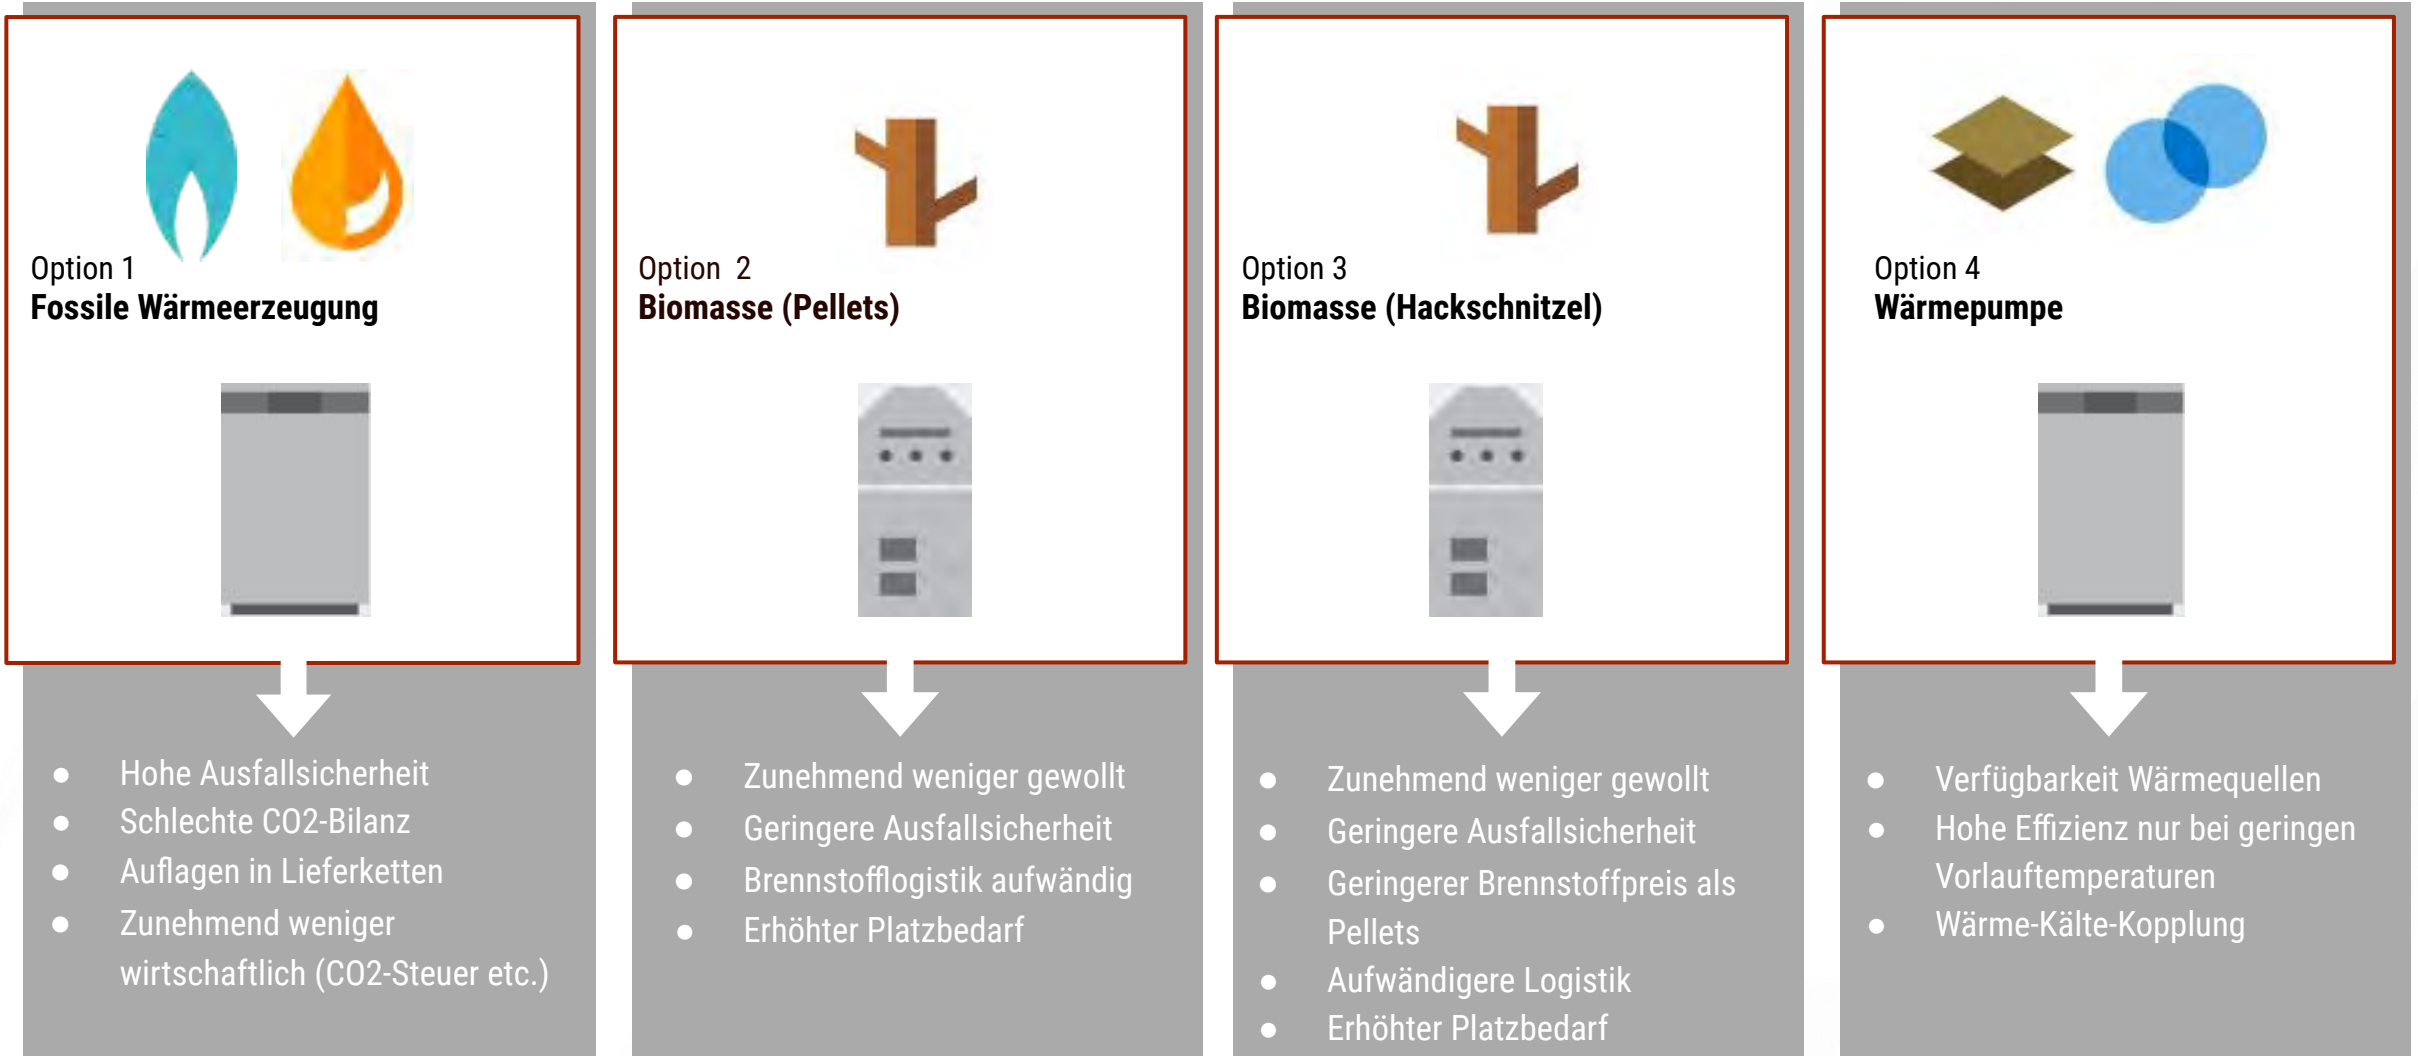 Option 1
Fossile Wärmeerzeugung
● Hohe Ausfallsicherheit
● Schlechte CO2-Bilanz
● Auflagen in Lieferketten
● Zunehmend weniger
wirtschaftlich (CO2-Steuer etc.)
Option 2
Biomasse (Pellets)
● Zunehmend weniger gewollt
● Geringere Ausfallsicherheit
● Brennstofflogistik aufwändig
● Erhöhter Platzbedarf
Option 3
Biomasse (Hackschnitzel)
● Zunehmend weniger gewollt
● Geringere Ausfallsicherheit
● Geringerer Brennstoffpreis als
Pellets
● Aufwändigere Logistik
● Erhöhter Platzbedarf
Option 4
Wärmepumpe
● Verfügbarkeit Wärmequellen
● Hohe Effizienz nur bei geringen
Vorlauftemperaturen
● Wärme-Kälte-Kopplung